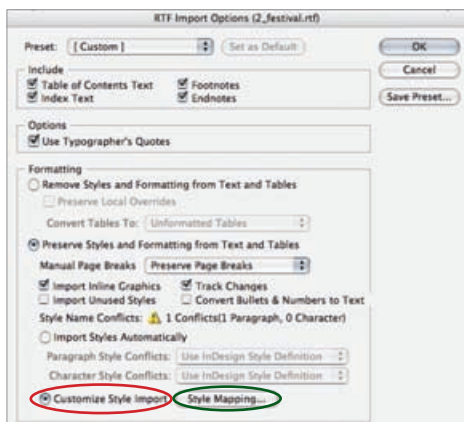 RTF Import Options (2_festival.rtf)
Preset: [Custom] Set as Default OK
Include Cancel
Table of Contents Text Footnotes
Index Text Endnotes Save Preset...
Options
Use Typographer's Quotes
Formatting
Remove Styles and Formatting from Text and Tables
Preserve Local Overrides
Convert Tables To: Unformatted Tables
Preserve Styles and Formatting from Text and Tables
Manual Page Breaks Preserve Page Breaks
Import Inline Graphics Track Changes
Import Unused Styles Convert Bullets & Numbers to Text
Style Name Conflicts: 1 Conflicts(1 Paragraph, 0 Character)
Import Styles Automatically
Paragraph Style Conflicts: Use InDesign Style Definition
Character Style Conflicts: Use InDesign Style Definition
Customize Style Import Style Mapping...